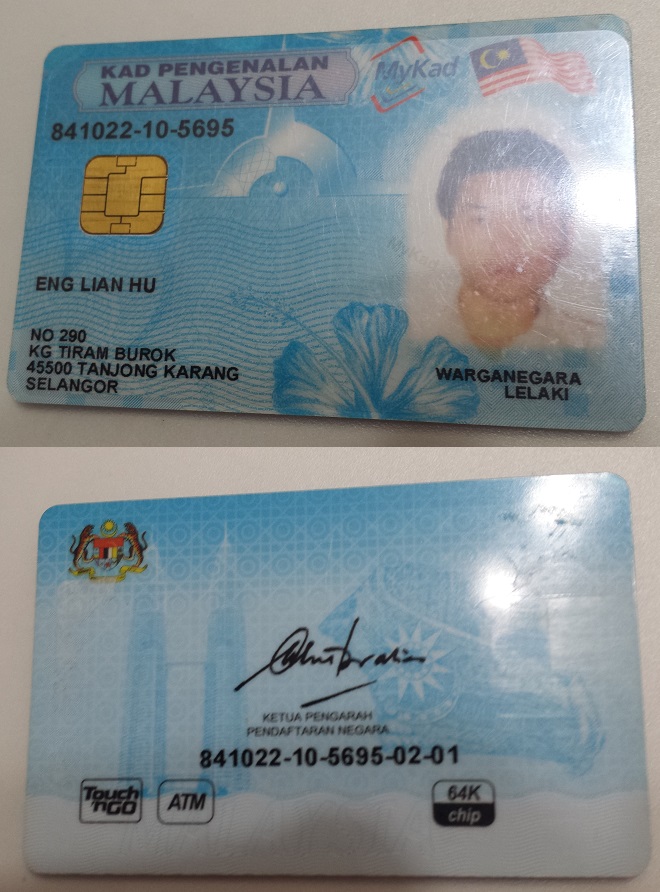 KAD PENGENALAN
MALAYSIA
MyKad
841022-10-5695
ENG LIAN HU
NO 290
KG TIRAM BUROK
45500 TANJONG KARANG
SELANGOR
WARGANEGARA
LELAKI
KETUA PENGARAH
PENDAFTARAN NEGARA
841022-10-5695-02-01
Touch
'nGO
ATM
64K
chip